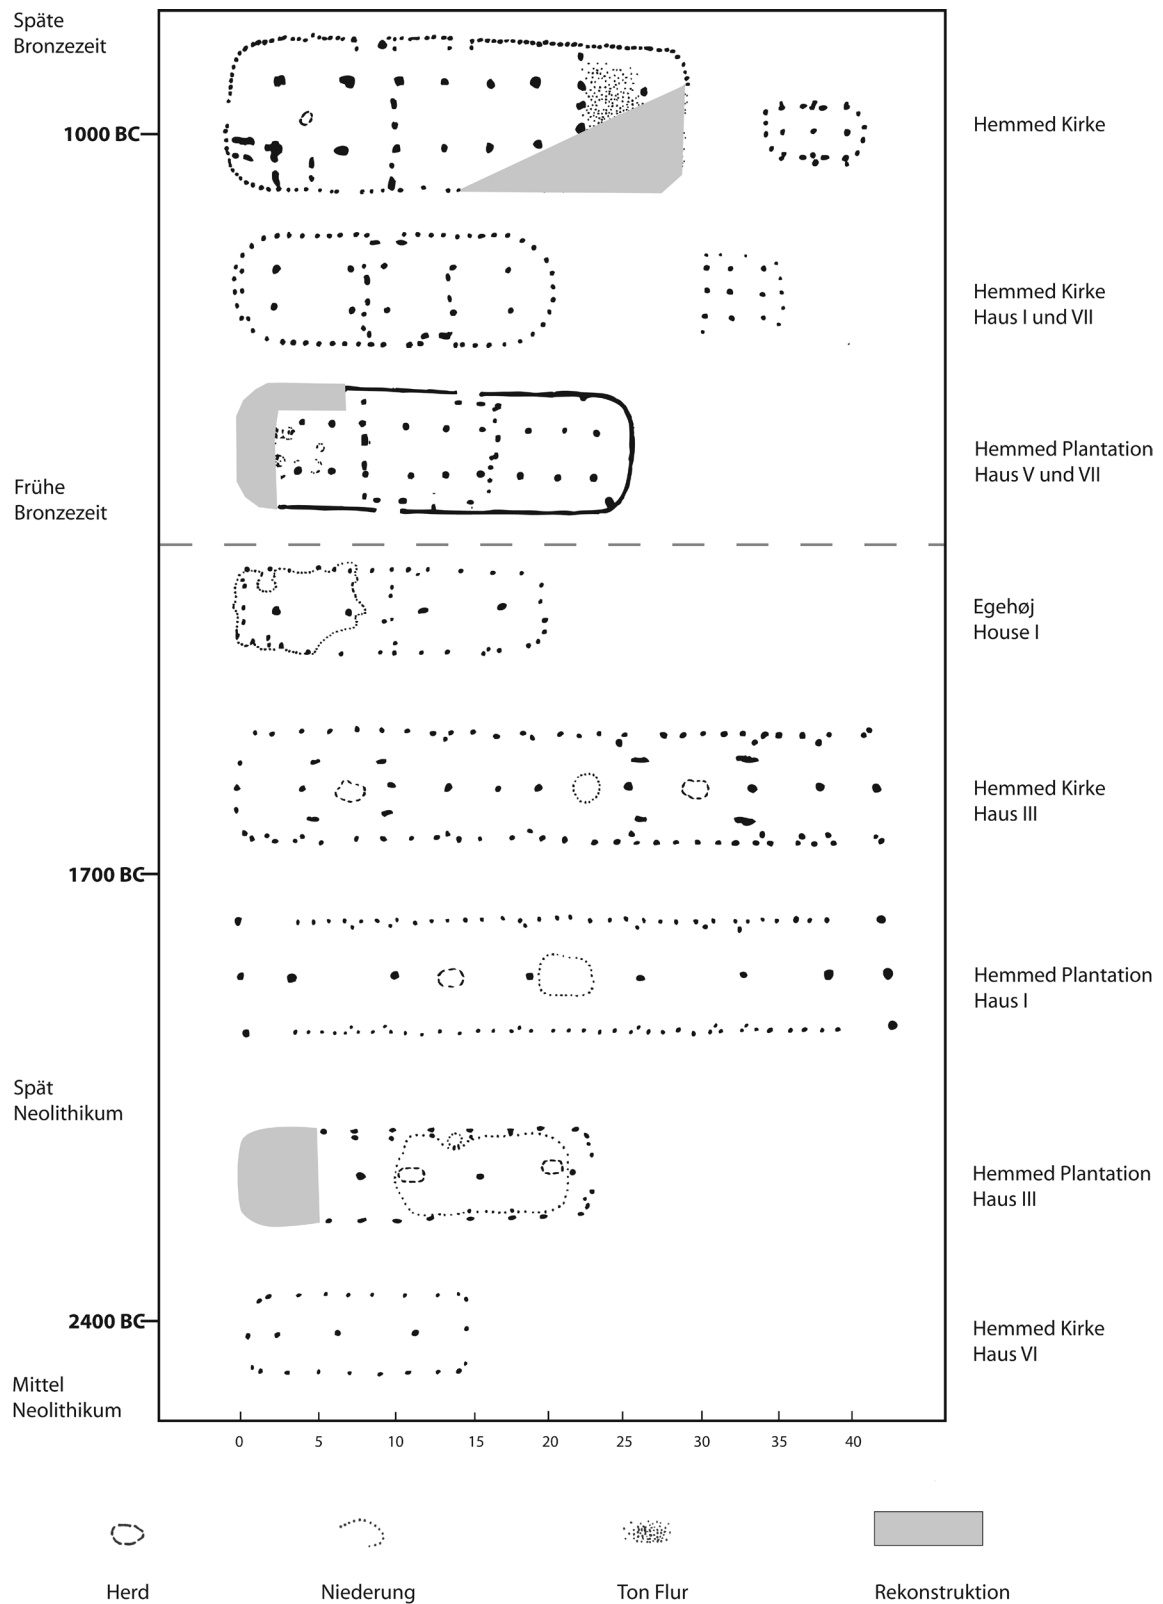 Späte
Bronzezeit
1000 BC
Hemmed Kirke
Hemmed Kirke
Haus I und VII
Hemmed Plantation
Haus V und VII
Frühe
Bronzezeit
Egehøj
House I
Hemmed Kirke
Haus III
1700 BC
Hemmed Plantation
Haus I
Spät
Neolithikum
Hemmed Plantation
Haus III
2400 BC
Hemmed Kirke
Haus VI
Mittel
Neolithikum
0 5 10 15 20 25 30 35 40
Herd Niederung Ton Flur Rekonstruktion